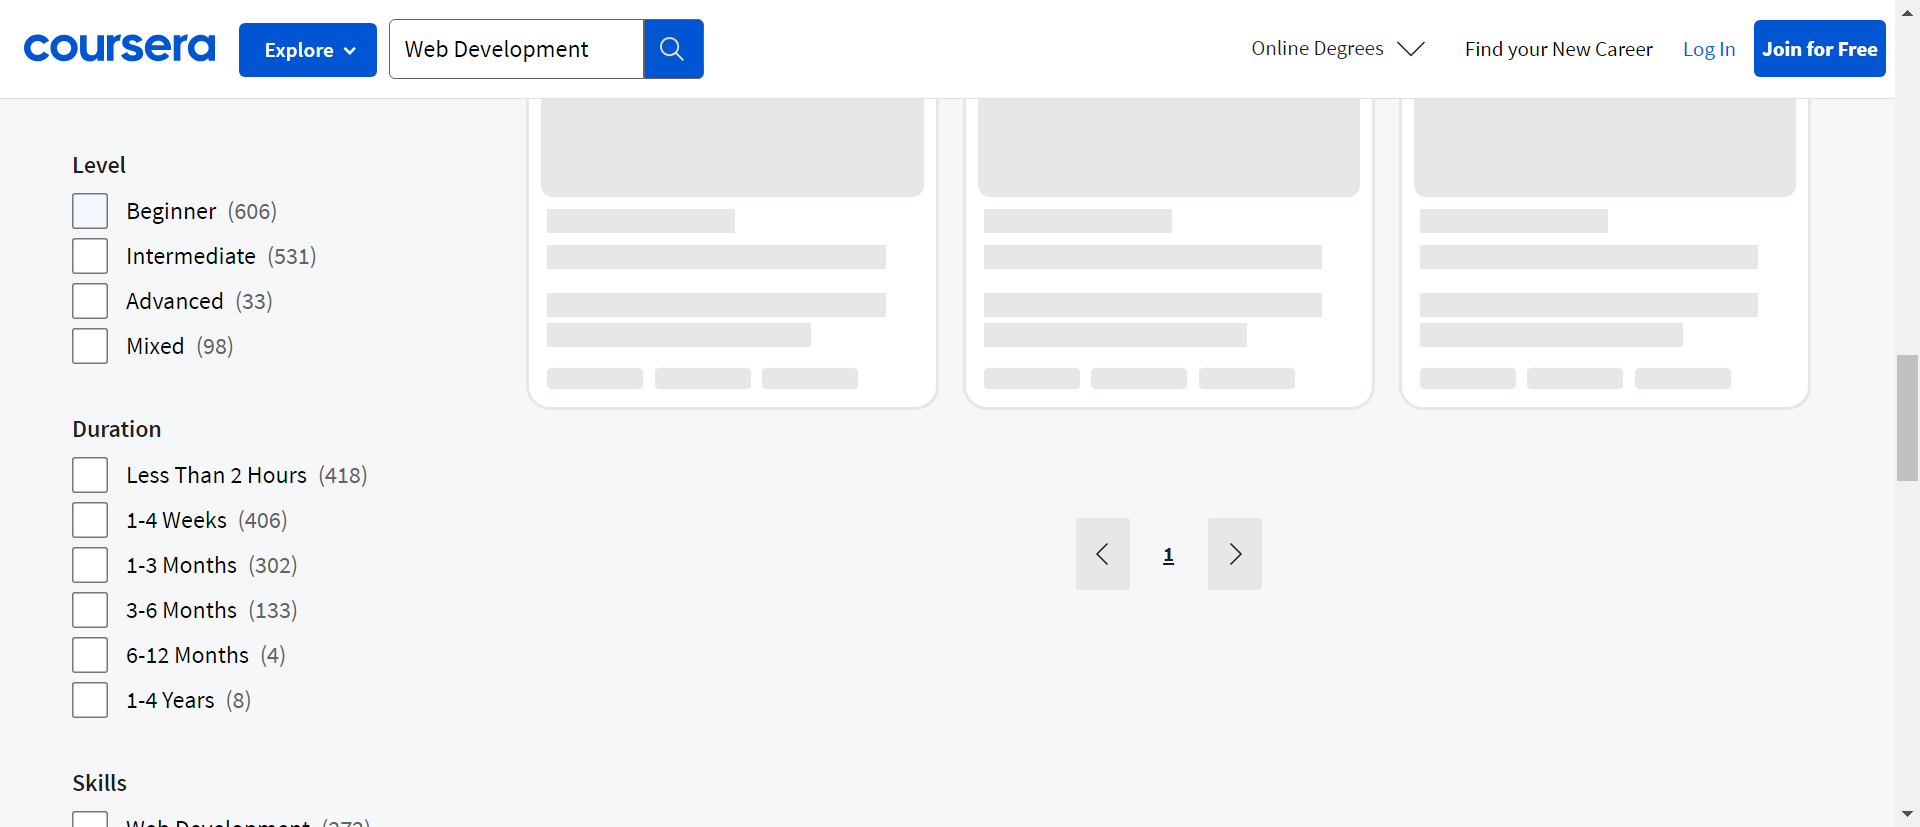 coursera
Explore
Web Development
Online Degrees
Find your New Career
Log In
Join for Free
Level
Beginner (606)
Intermediate (531)
Advanced (33)
Mixed (98)
Duration
Less Than 2 Hours (418)
1-4 Weeks (406)
1-3 Months (302)
3-6 Months (133)
6-12 Months (4)
1-4 Years (8)
1
Skills
Web Development